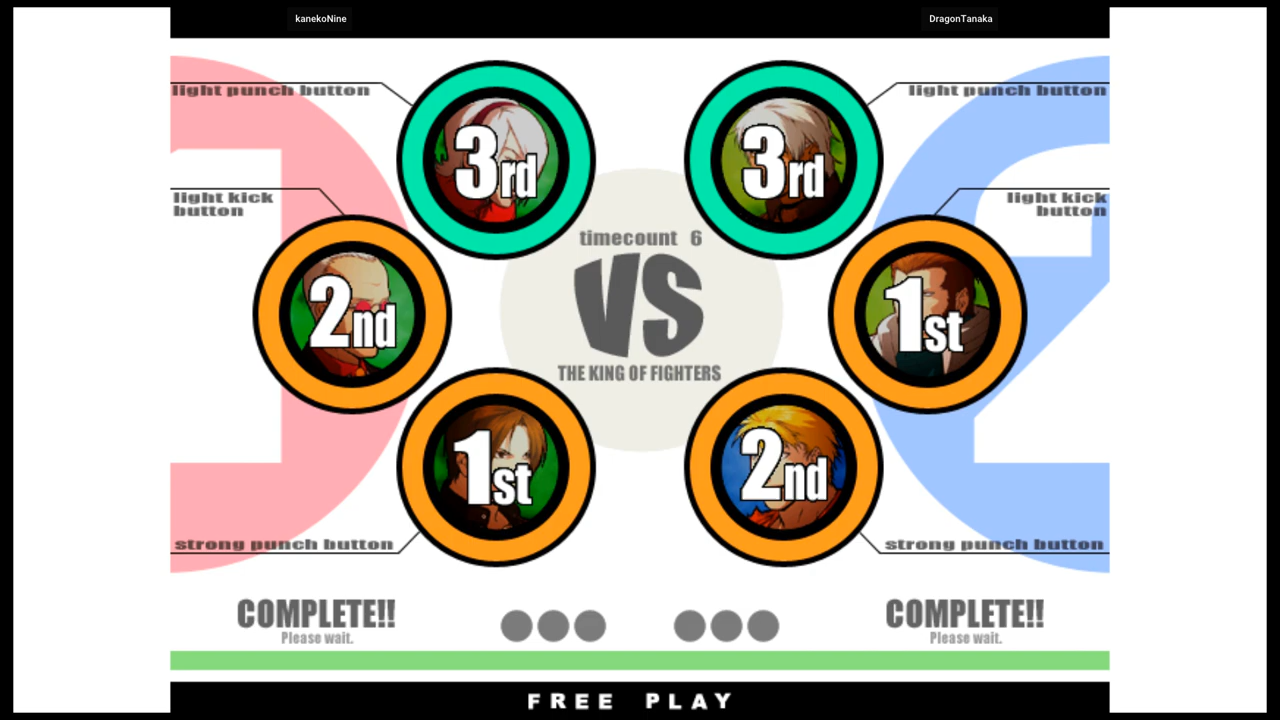 kanekoNine
DragonTanaka
light punch button
light punch button
3rd
3rd
light kick
button
light kick
button
timecount 6
VS
THE KING OF FIGHTERS
2nd
1st
1st
2nd
strong punch button
strong punch button
COMPLETE!!
Please wait.
COMPLETE!!
Please wait.
FREE PLAY